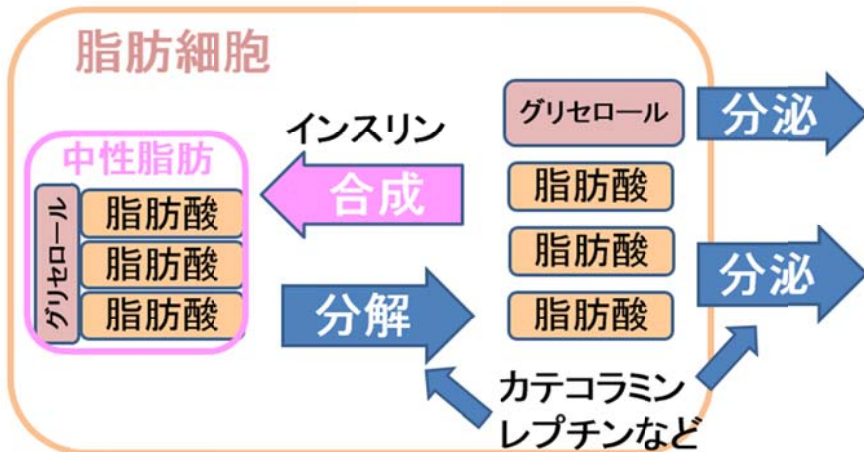 脂肪細胞
グリセロール
分泌
インスリン
中性脂肪
合成
脂肪酸
グリセロール
脂肪酸
脂肪酸
脂肪酸
脂肪酸
分泌
分解
脂肪酸
カテコラミン
レプチンなど